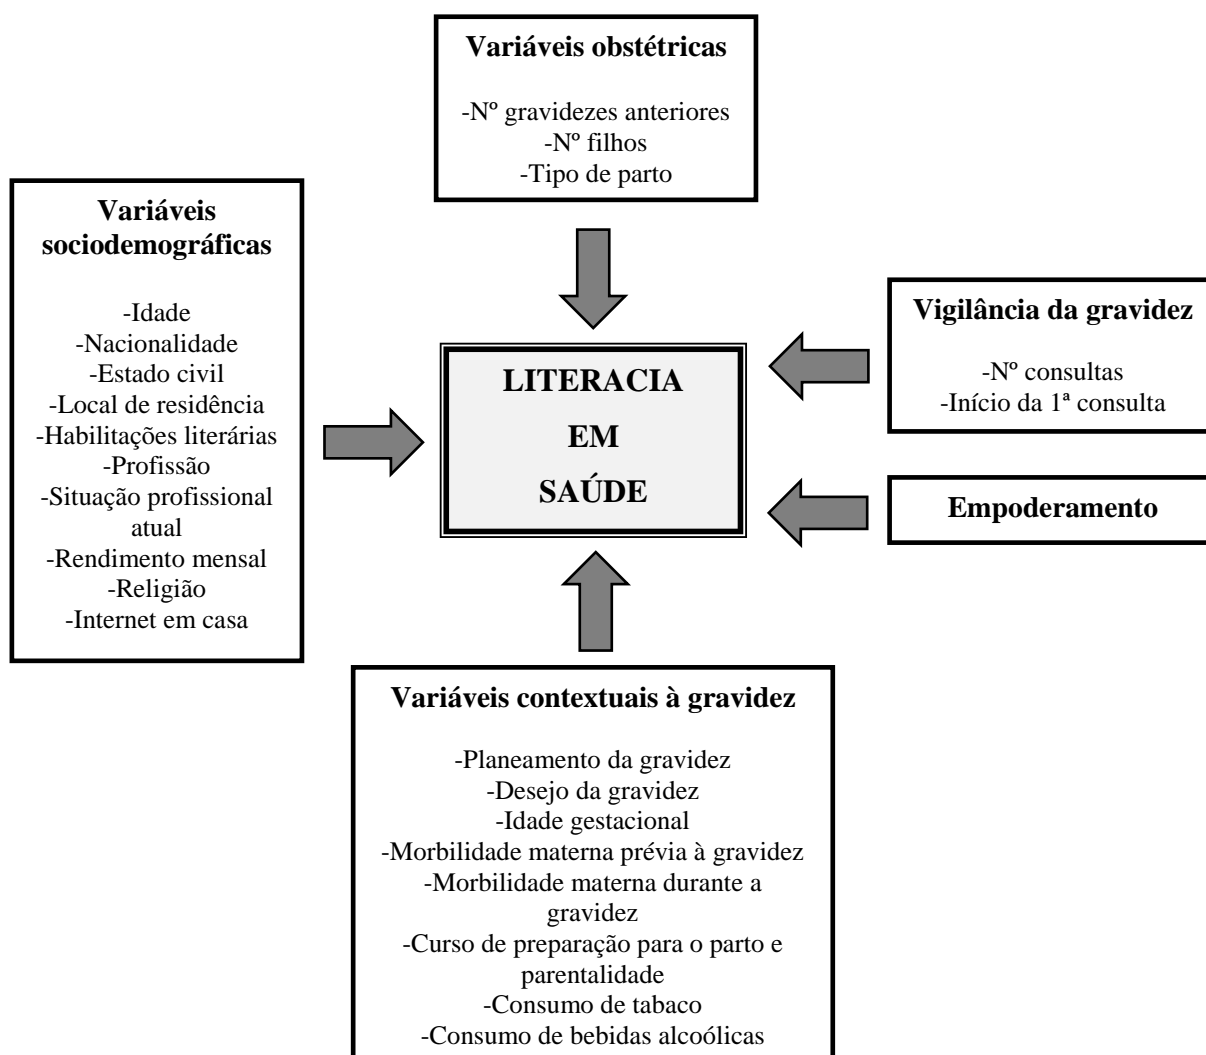 Variáveis obstétricas
-Nº gravidezes anteriores
-Nº filhos
-Tipo de parto
Variáveis
sociodemográficas
-Idade
-Nacionalidade
-Estado civil
-Local de residência
-Habilitações literárias
-Profissão
-Situação profissional
atual
-Rendimento mensal
-Religião
-Internet em casa
LITERACIA
EM
SAÚDE
Vigilância da gravidez
-Nº consultas
-Início da 1ª consulta
Empoderamento
Variáveis contextuais à gravidez
-Planeamento da gravidez
-Desejo da gravidez
-Idade gestacional
-Morbilidade materna prévia à gravidez
-Morbilidade materna durante a
gravidez
-Curso de preparação para o parto e
parentalidade
-Consumo de tabaco
-Consumo de bebidas alcoólicas